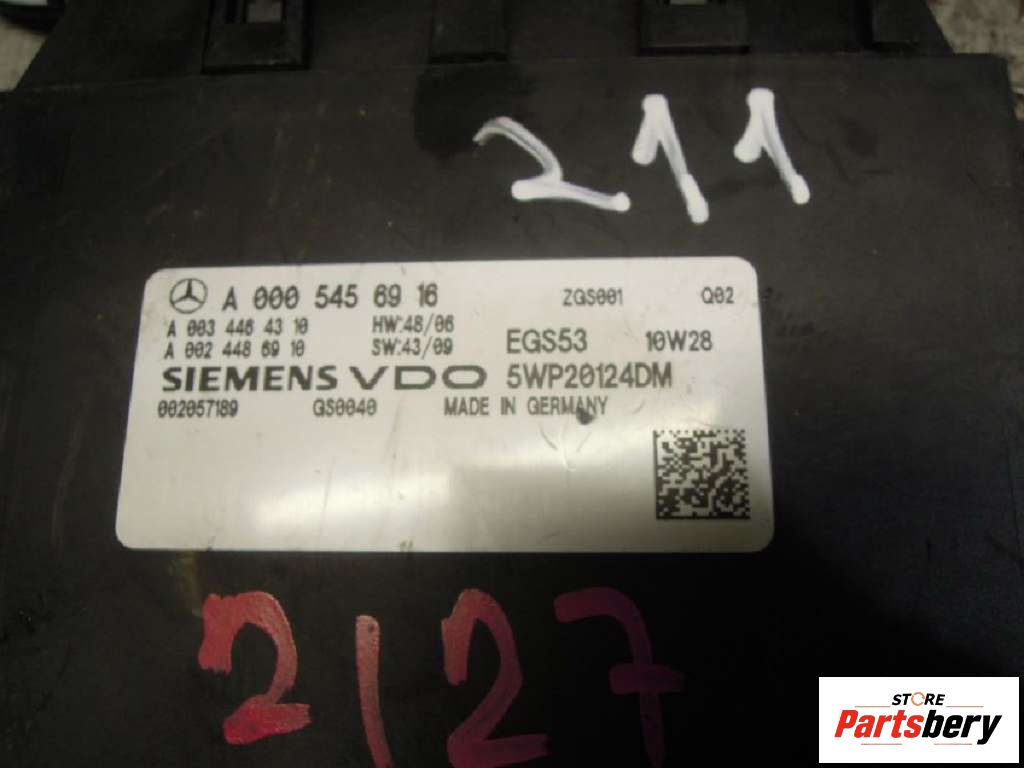 211
A 000 545 69 16 ZGS001 Q02
A 003 446 43 10 HW:48/06
A 002 448 69 10 SW:43/09 EGS53 10W28
SIEMENS VDO 5WP20124DM
002057189 GS0040 MADE IN GERMANY
2127
STORE
Partsbery